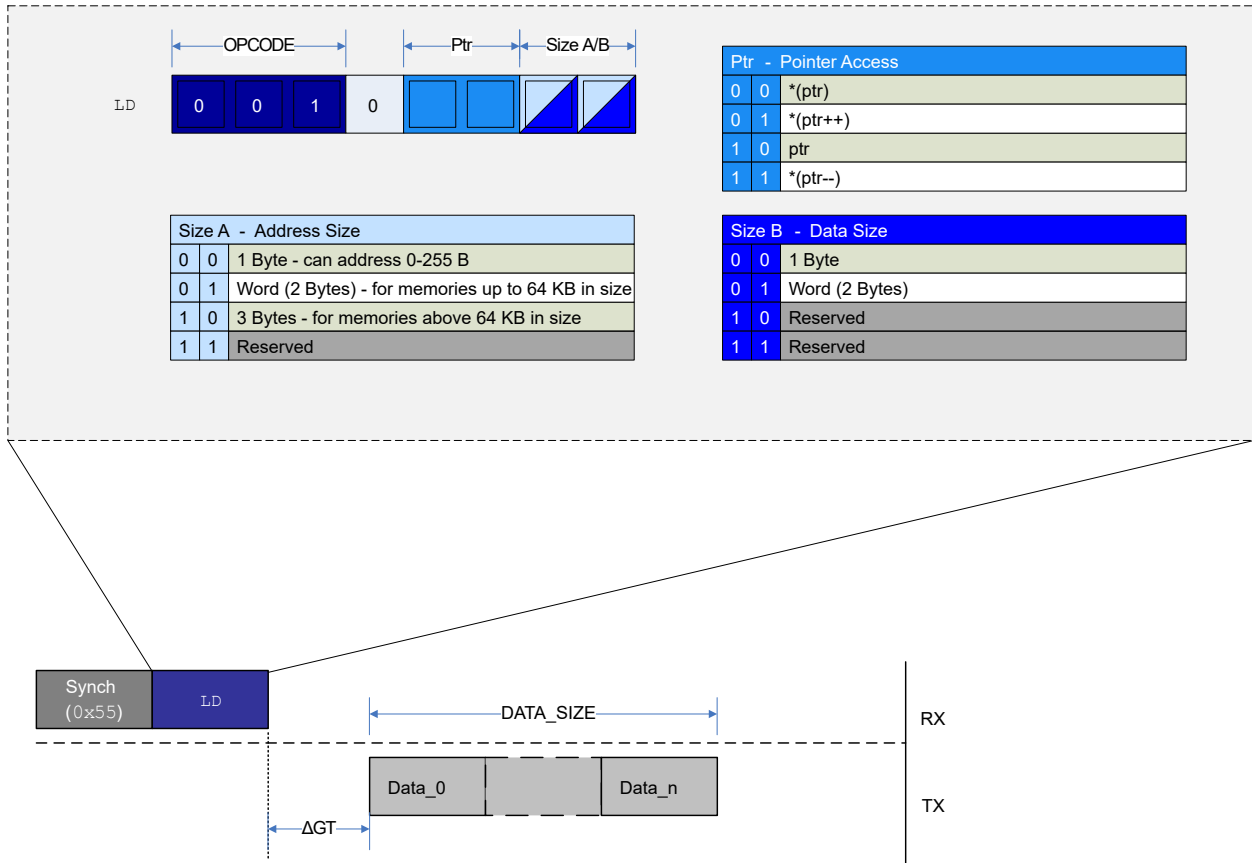 OPCODE Ptr Size A/B
LD 0 0 1 0
Ptr - Pointer Access
0 0 *(ptr)
0 1 *(ptr++)
1 0 ptr
1 1 *(ptr--)
Size A - Address Size
0 0 1 Byte - can address 0-255 B
0 1 Word (2 Bytes) - for memories up to 64 KB in size
1 0 3 Bytes - for memories above 64 KB in size
1 1 Reserved
Size B - Data Size
0 0 1 Byte
0 1 Word (2 Bytes)
1 0 Reserved
1 1 Reserved
Synch
(0x55)
LD
DATA_SIZE
RX
Data_0
Data_n
TX
ΔGT